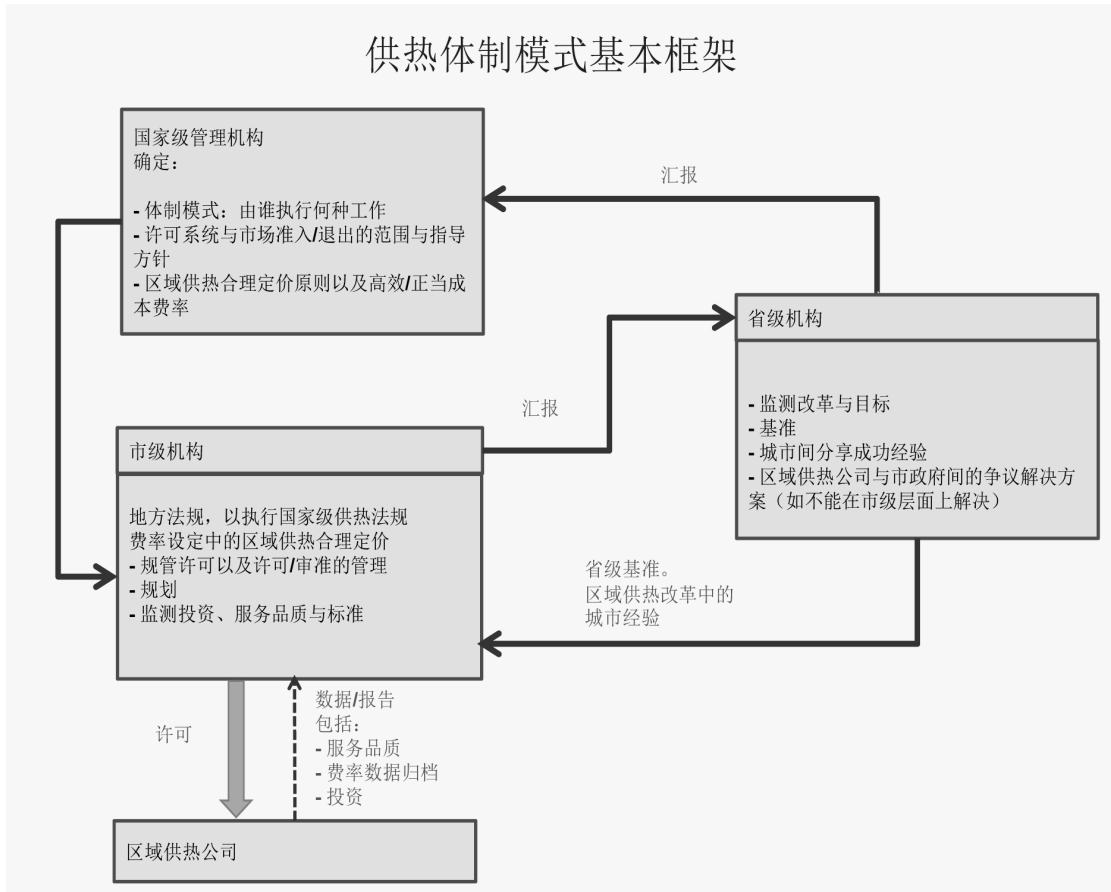 供热体制模式基本框架
国家级管理机构
确定：
- 体制模式：由谁执行何种工作
- 许可系统与市场准入/退出的范围与指导
方针
- 区域供热合理定价原则以及高效/正当成
本费率
汇报
省级机构
- 监测改革与目标
- 基准
- 城市间分享成功经验
- 区域供热公司与市政府间的争议解决方
案（如不能在市级层面上解决）
汇报
市级机构
地方法规，以执行国家级供热法规
费率设定中的区域供热合理定价
- 规管许可以及许可/审准的管理
- 规划
- 监测投资、服务品质与标准
省级基准。
区域供热改革中的
城市经验
许可
数据/报告
包括：
- 服务品质
- 费率数据归档
- 投资
区域供热公司